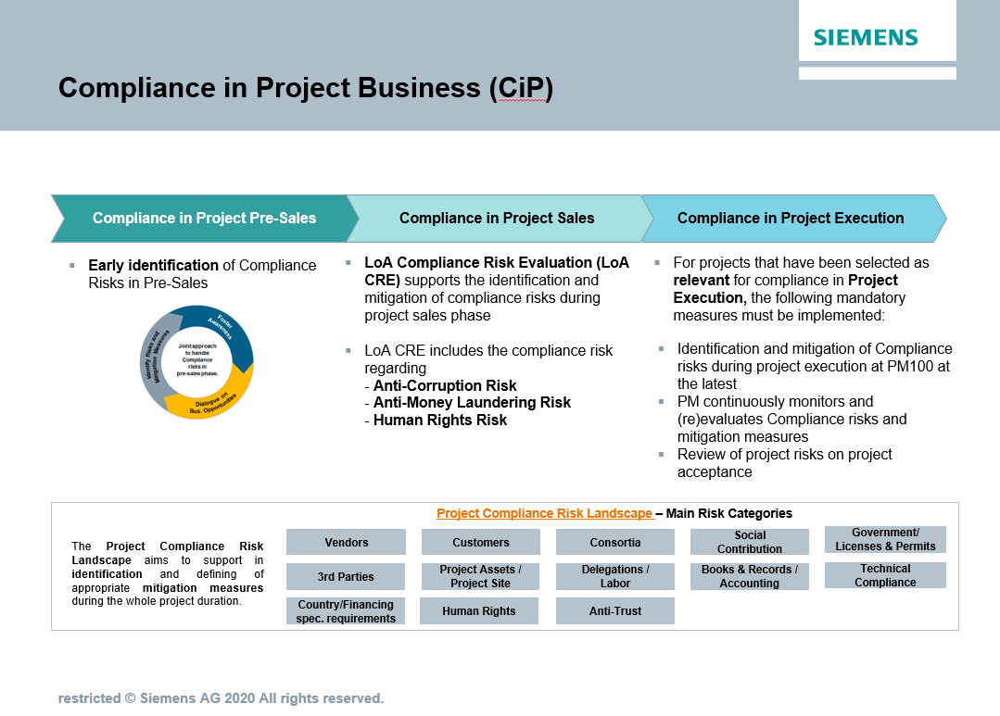 SIEMENS
Compliance in Project Business (CiP)
Compliance in Project Pre-Sales
Compliance in Project Sales
Compliance in Project Execution
▪ Early identification of Compliance
Risks in Pre-Sales
Foster
Awareness
Identify Risks and
Mitigation Measures
Joint approach
to handle
Compliance
risks in
pre-sales phase.
Dialogue on
Bus. Opportunities
▪ LoA Compliance Risk Evaluation (LoA
CRE) supports the identification and
mitigation of compliance risks during
project sales phase
▪ LoA CRE includes the compliance risk
regarding
- Anti-Corruption Risk
- Anti-Money Laundering Risk
- Human Rights Risk
▪ For projects that have been selected as
relevant for compliance in Project
Execution, the following mandatory
measures must be implemented:
▪ Identification and mitigation of Compliance
risks during project execution at PM100 at
the latest
▪ PM continuously monitors and
(re)evaluates Compliance risks and
mitigation measures
▪ Review of project risks on project
acceptance
Project Compliance Risk Landscape – Main Risk Categories
The Project Compliance Risk
Landscape aims to support in
identification and defining of
appropriate mitigation measures
during the whole project duration.
Vendors
Customers
Consortia
Social
Contribution
Government/
Licenses & Permits
3rd Parties
Project Assets /
Project Site
Delegations /
Labor
Books & Records /
Accounting
Technical
Compliance
Country/Financing
spec. requirements
Human Rights
Anti-Trust
restricted © Siemens AG 2020 All rights reserved.